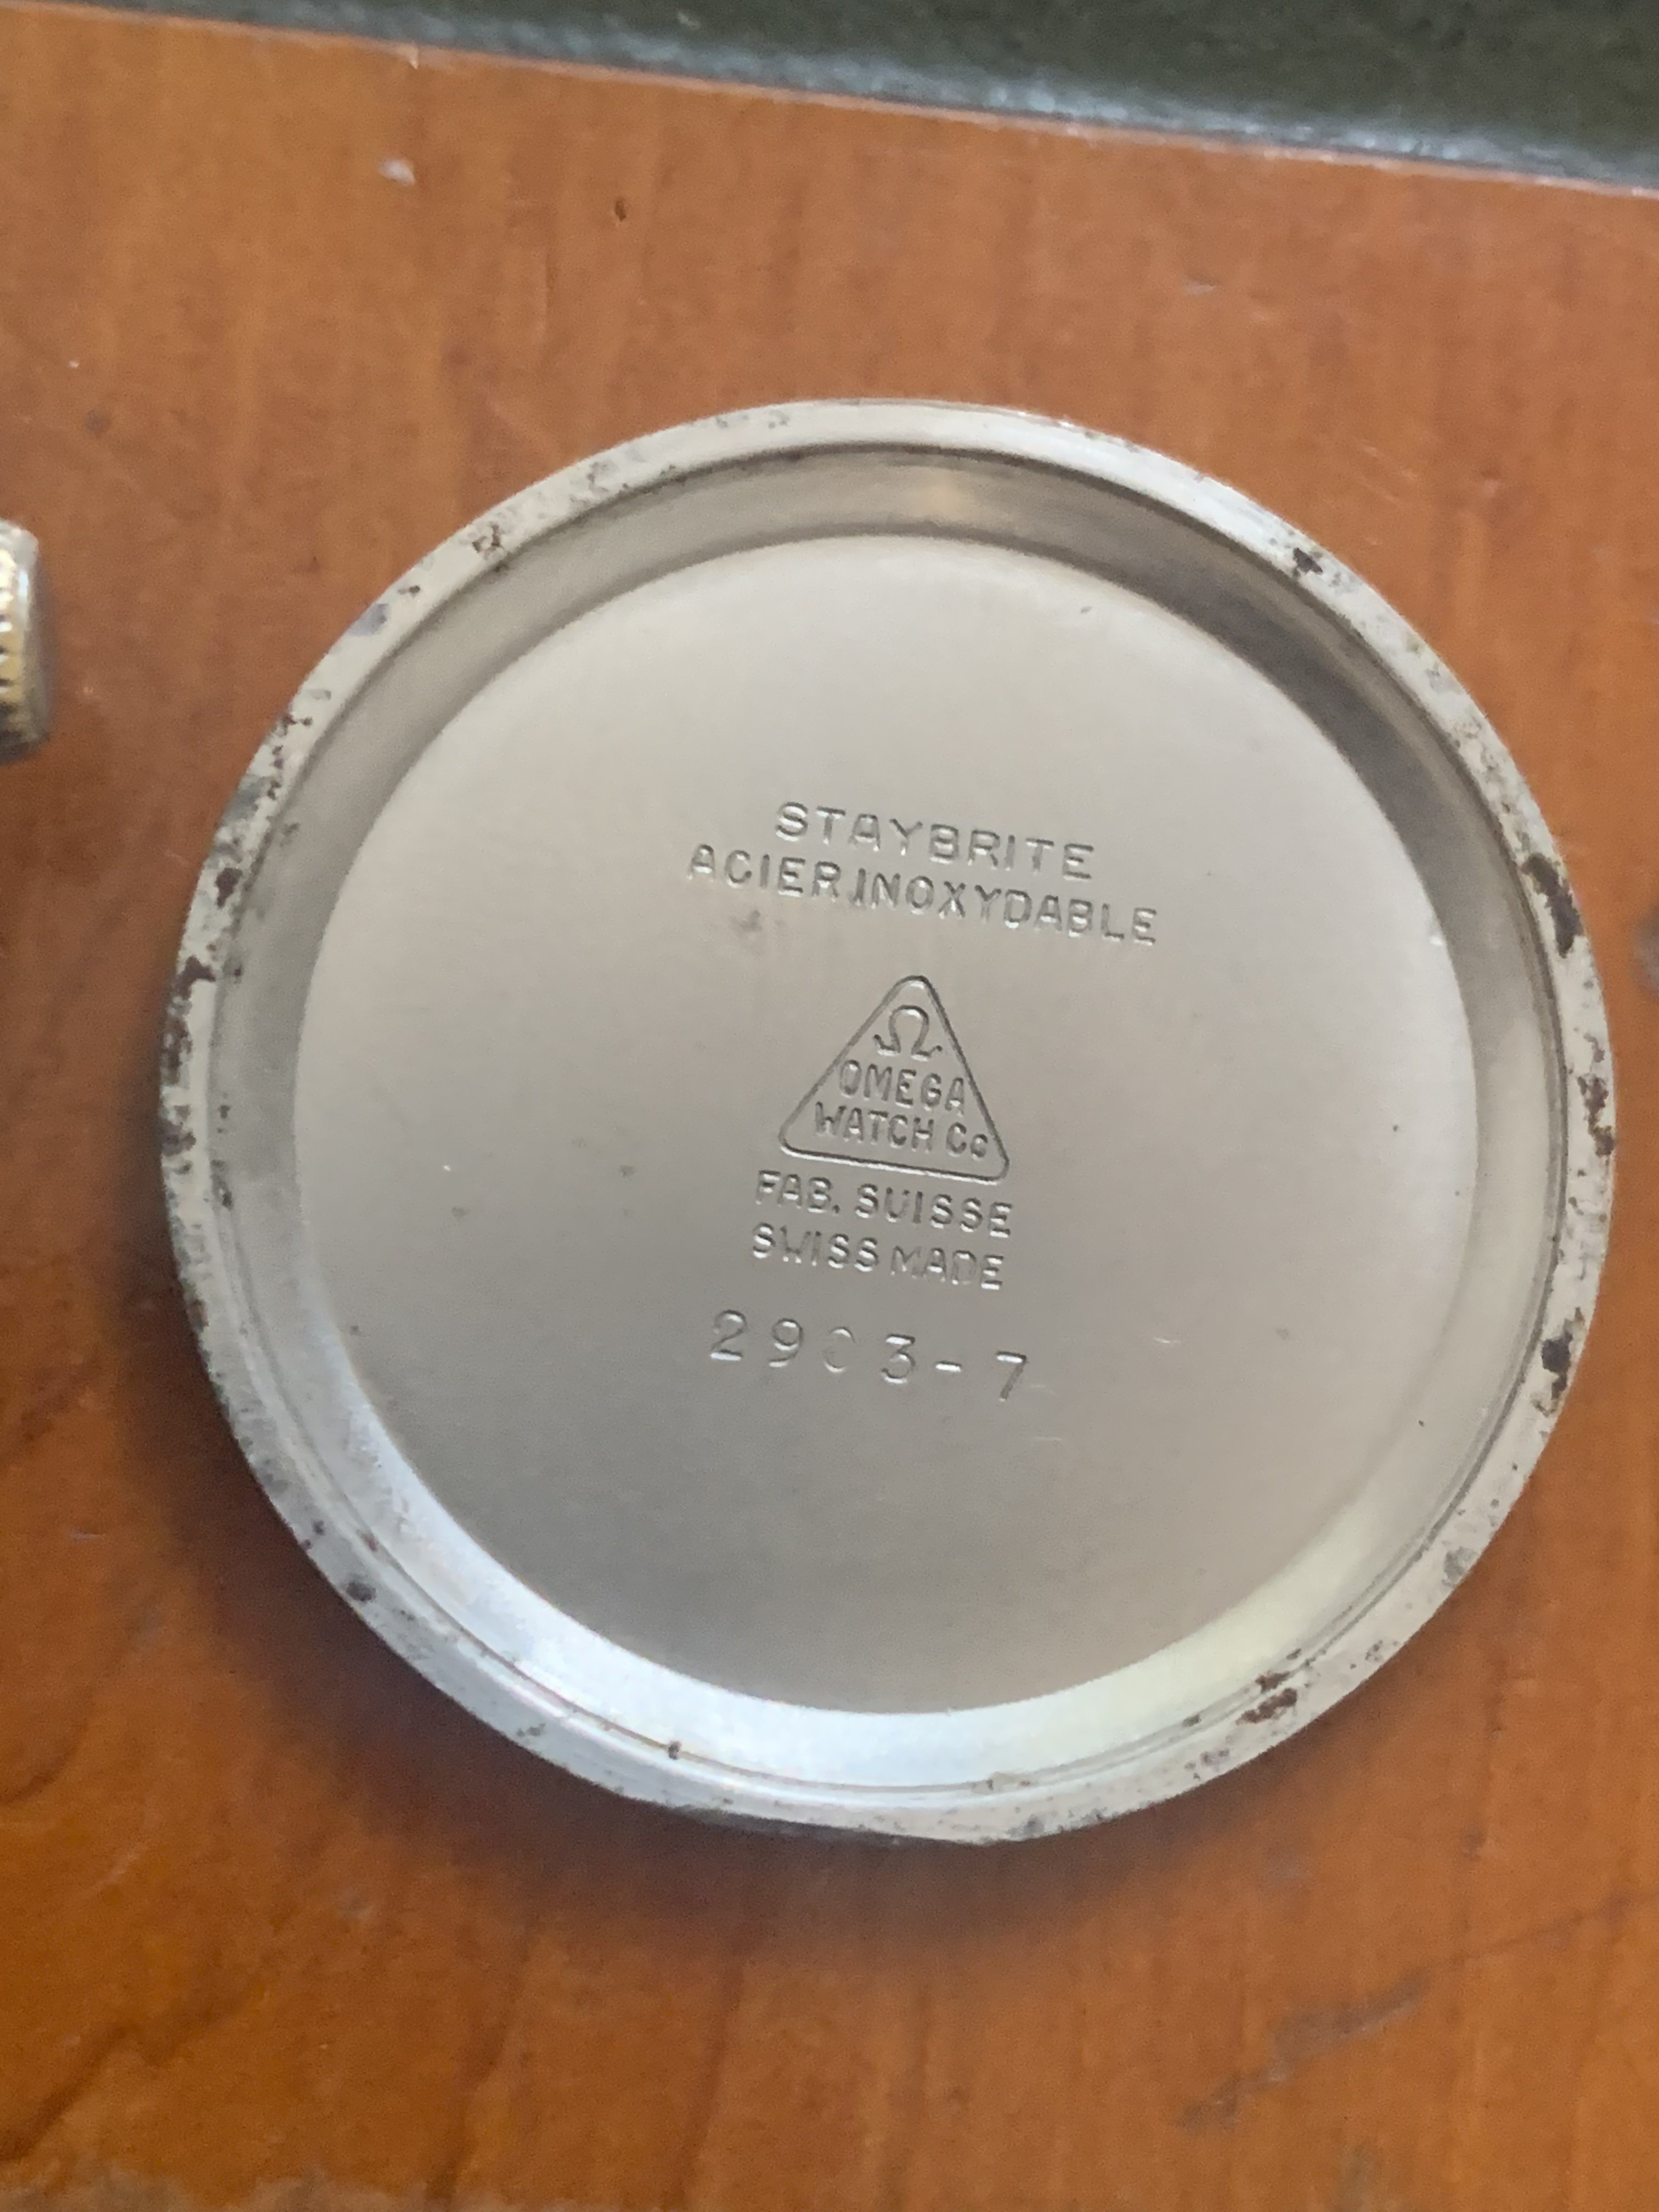 STAYBRITE
ACIER INOXYDABLE
Ω
OMEGA
WATCH Co
FAB. SUISSE
SWISS MADE
2903-7